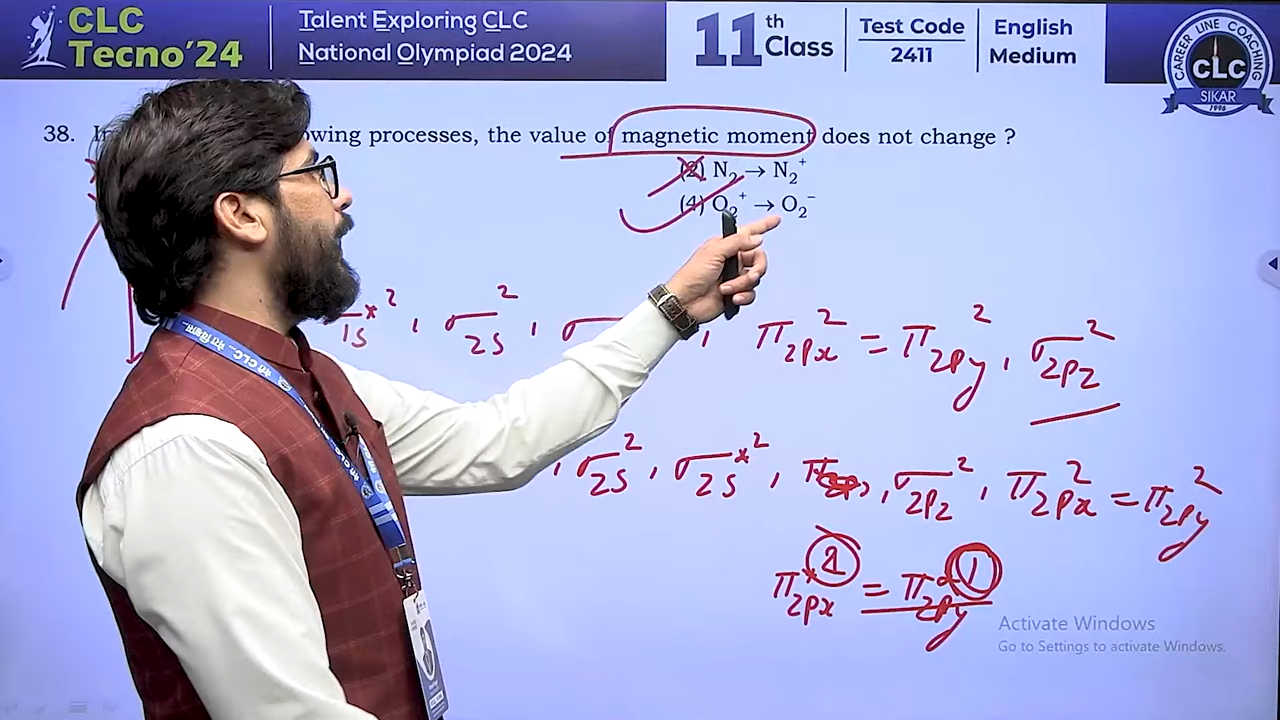 CLC
Tecno'24
Talent Exploring CLC
National Olympiad 2024
11th Class
Test Code
2411
English
Medium
CAREER LINE COACHING
CLC
SIKAR
1996
38. owing processes, the value of magnetic moment does not change ?
(2) N₂ → N₂⁺
(4) O₂⁺ → O₂⁻
1s*², σ2s², σ , π2px² = π2py², σ2pz²
, σ2s², σ2s*², , σ2pz², π2px² = π2py²
π*2px = π*2py 1
Activate Windows
Go to Settings to activate Windows.
CLC